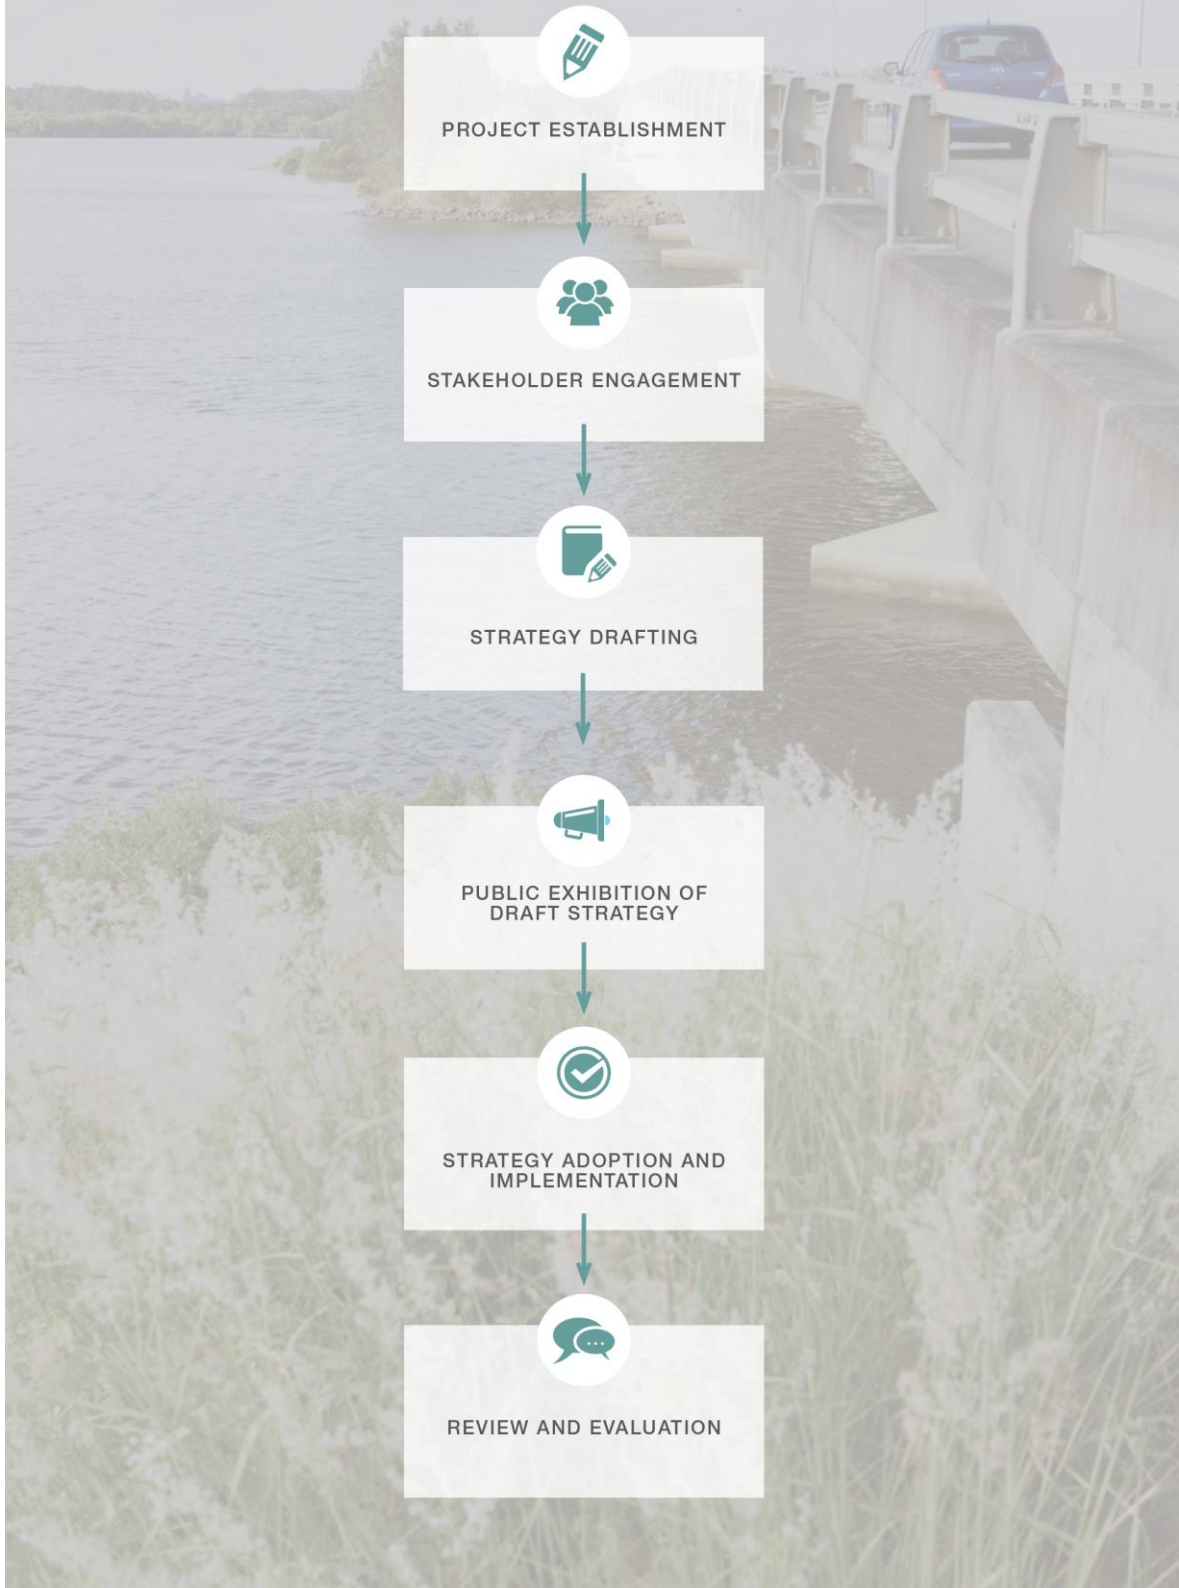 PROJECT ESTABLISHMENT
STAKEHOLDER ENGAGEMENT
STRATEGY DRAFTING
PUBLIC EXHIBITION OF
DRAFT STRATEGY
STRATEGY ADOPTION AND
IMPLEMENTATION
REVIEW AND EVALUATION